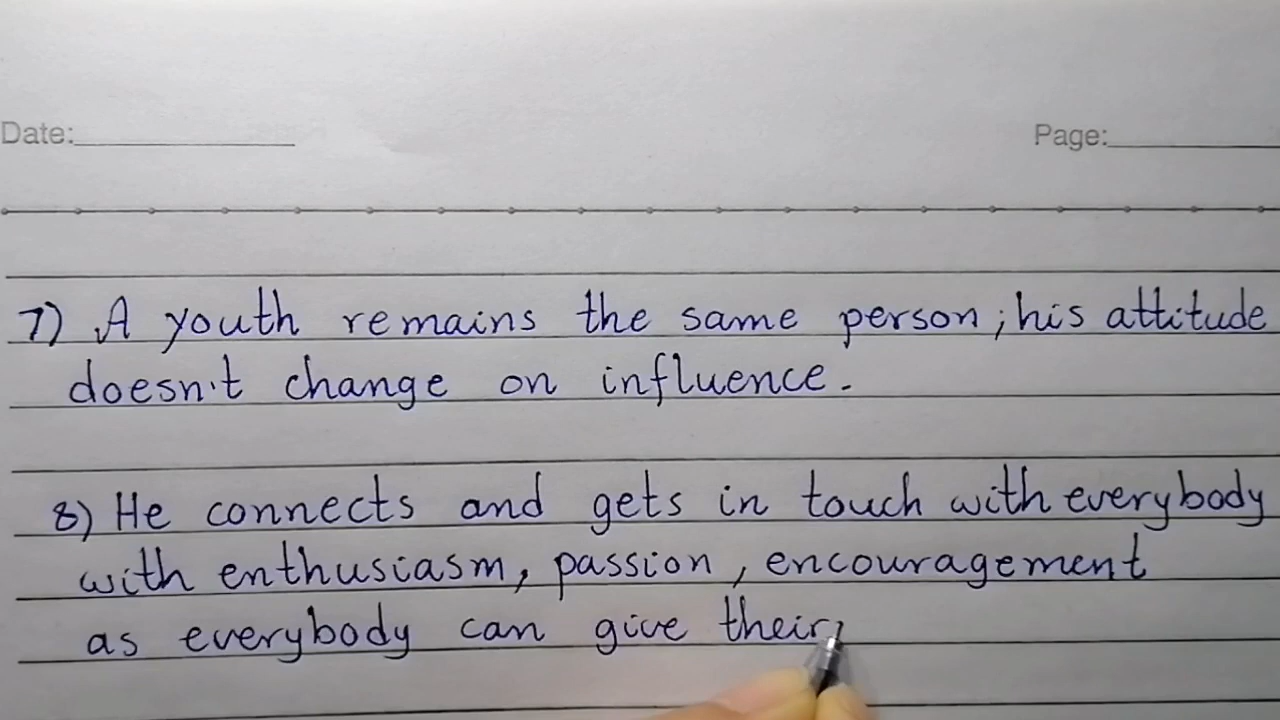 Date:
Page:
7) A youth remains the same person; his attitude
doesn't change on influence.
8) He connects and gets in touch with everybody
with enthusiasm, passion, encouragement
as everybody can give their